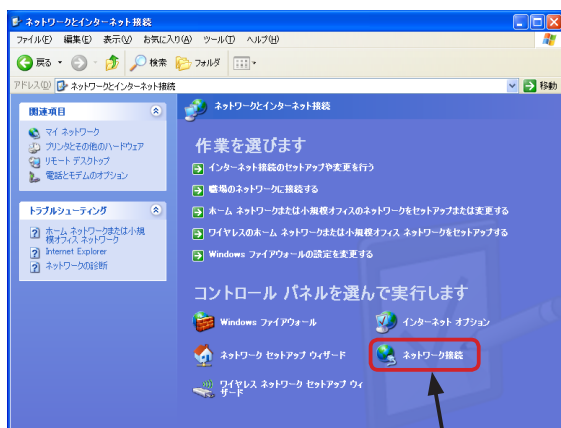 ネットワークとインターネット接続
ファイル(F) 編集(E) 表示(V) お気に入り(A) ツール(T) ヘルプ(H)
戻る 検索 フォルダ
アドレス(D) ネットワークとインターネット接続 移動
関連項目
マイ ネットワーク
プリンタとその他のハードウェア
リモート デスクトップ
電話とモデムのオプション
トラブルシューティング
ホーム ネットワークまたは小規
模オフィス ネットワーク
Internet Explorer
ネットワークの診断
ネットワークとインターネット接続
作業を選びます
インターネット接続のセットアップや変更を行う
職場のネットワークに接続する
ホーム ネットワークまたは小規模オフィスのネットワークをセットアップまたは変更する
ワイヤレスのホーム ネットワークまたは小規模オフィス ネットワークをセットアップする
Windows ファイアウォールの設定を変更する
コントロール パネルを選んで実行します
Windows ファイアウォール
インターネット オプション
ネットワーク セットアップ ウィザード
ネットワーク接続
ワイヤレス ネットワーク セットアップ ウィ
ザード